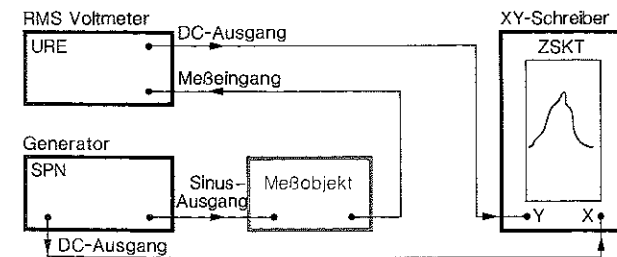 RMS Voltmeter
URE
DC-Ausgang
Meßeingang
XY-Schreiber
ZSKT
Generator
SPN
Sinus-
Ausgang
Meßobjekt
DC-Ausgang
Y
X